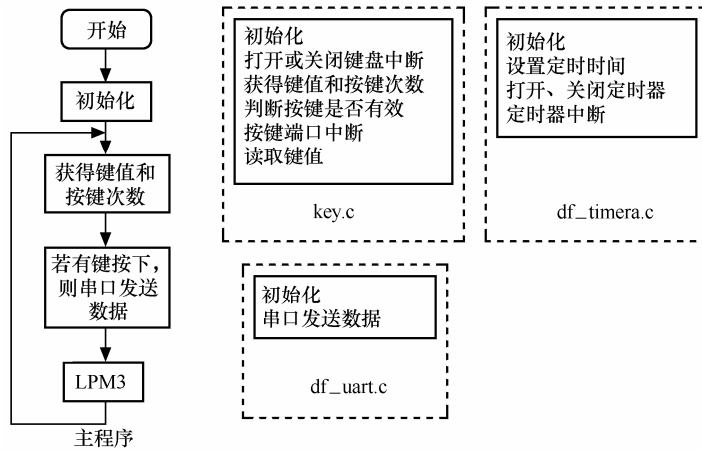 开始
初始化
获得键值和
按键次数
若有键按下，
则串口发送
数据
LPM3
主程序
初始化
打开或关闭键盘中断
获得键值和按键次数
判断按键是否有效
按键端口中断
读取键值
key.c
初始化
设置定时时间
打开、关闭定时器
定时器中断
df_timera.c
初始化
串口发送数据
df_uart.c